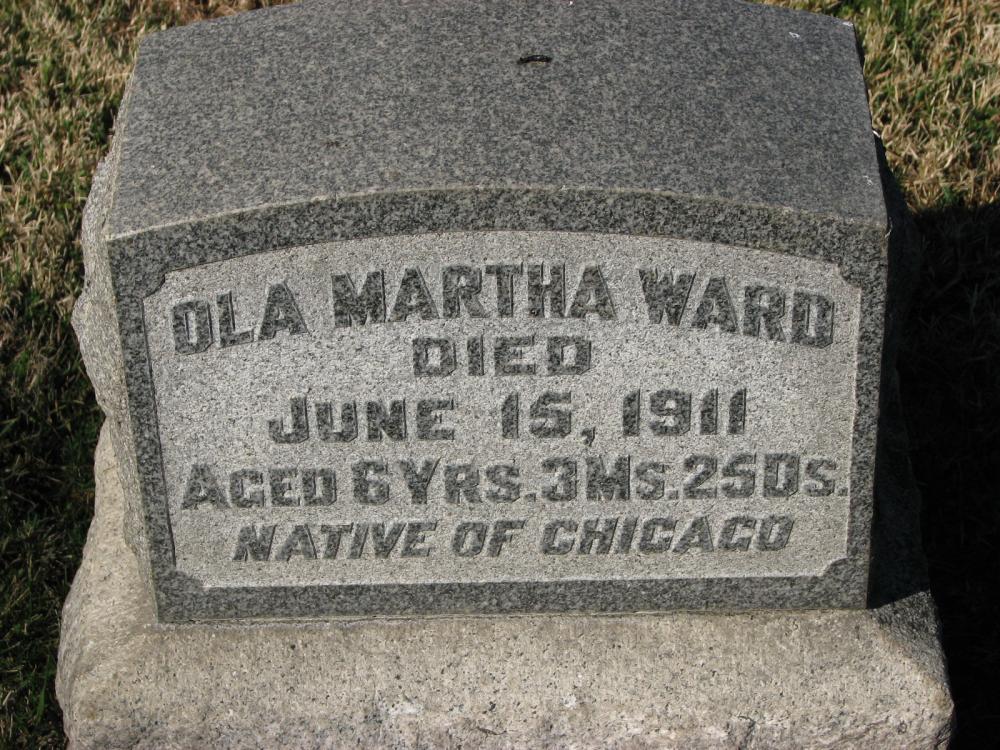 OLA MARTHA WARD
DIED
JUNE 15, 1911
AGED 6 YRS. 3 MS. 25 DS.
NATIVE OF CHICAGO